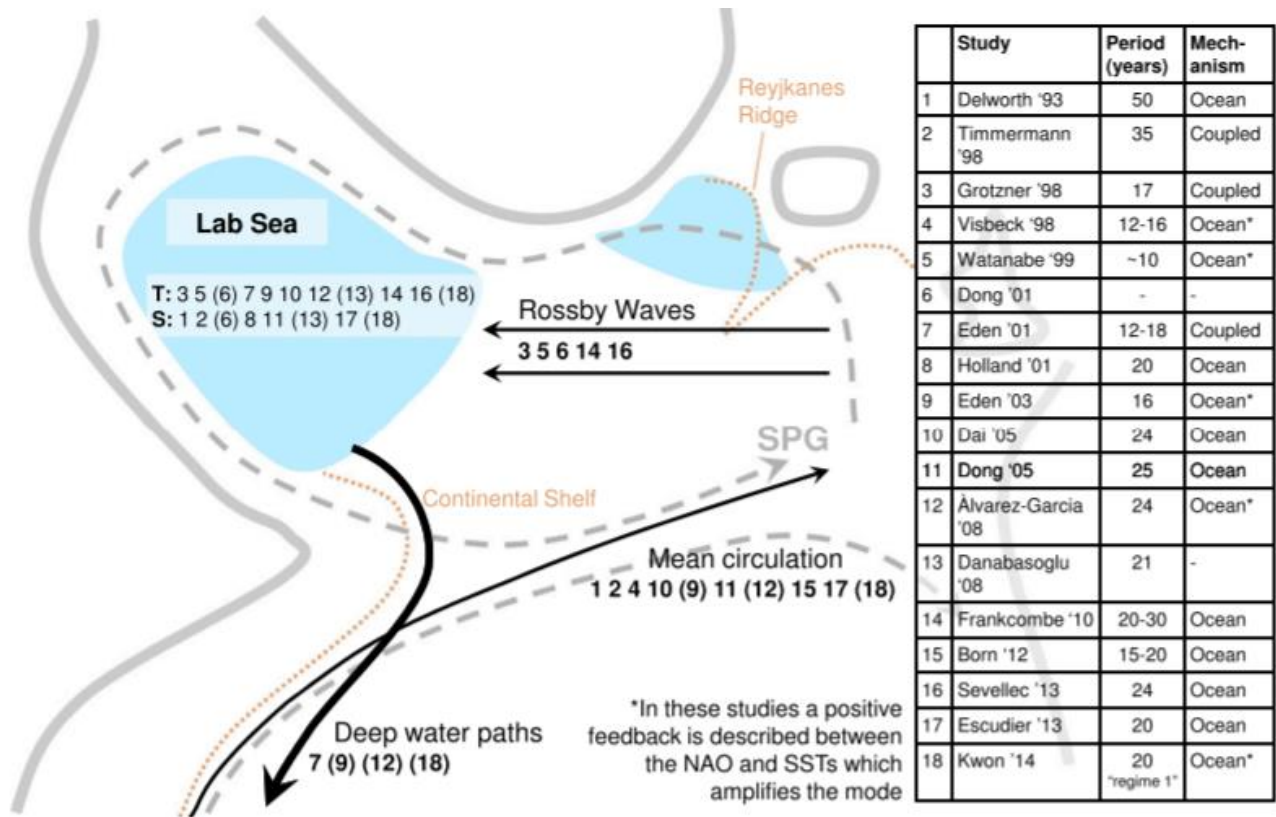 Reyjkanes
Ridge
Lab Sea
T: 3 5 (6) 7 9 10 12 (13) 14 16 (18)
S: 1 2 (6) 8 11 (13) 17 (18)
Rossby Waves
3 5 6 14 16
SPG
Continental Shelf
Mean circulation
1 2 4 10 (9) 11 (12) 15 17 (18)
Deep water paths
7 (9) (12) (18)
*In these studies a positive
feedback is described between
the NAO and SSTs which
amplifies the mode
Study Period Mech-
(years) anism
1 Delworth '93 50 Ocean
2 Timmermann 35 Coupled
'98
3 Grotzner '98 17 Coupled
4 Visbeck '98 12-16 Ocean*
5 Watanabe '99 ~10 Ocean*
6 Dong '01 - -
7 Eden '01 12-18 Coupled
8 Holland '01 20 Ocean
9 Eden '03 16 Ocean*
10 Dai '05 24 Ocean
11 Dong '05 25 Ocean
12 Àlvarez-Garcia 24 Ocean*
'08
13 Danabasoglu 21 -
'08
14 Frankcombe '10 20-30 Ocean
15 Born '12 15-20 Ocean
16 Sevellec '13 24 Ocean
17 Escudier '13 20 Ocean
18 Kwon '14 20 Ocean*
"regime 1"